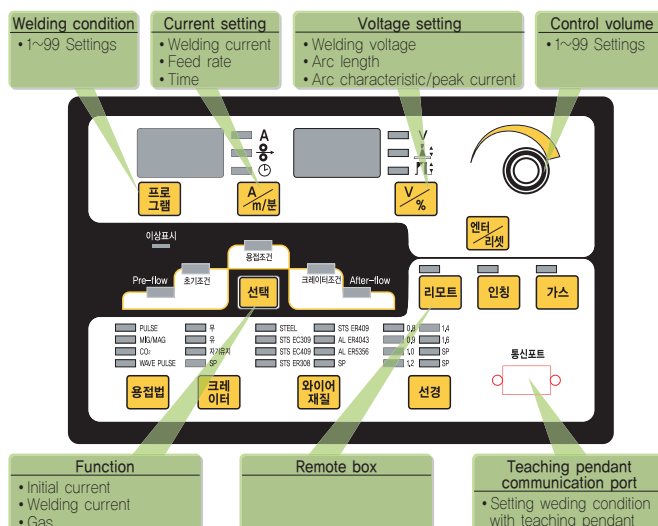 Welding condition
• 1~99 Settings
Current setting
• Welding current
• Feed rate
• Time
Voltage setting
• Welding voltage
• Arc length
• Arc characteristic/peak current
Control volume
• 1~99 Settings
A
V
프로
그램
A
m/분
V
%
엔터
리셋
이상표시
용접조건
초기조건
크레이터조건
Pre-flow
After-flow
선택
리모트
인칭
가스
PULSE
MIG/MAG
CO₂
WAVE PULSE
무
유
자기유지
SP
STEEL
STS EC309
STS EC409
STS ER308
STS ER409
AL ER4043
AL ER5356
SP
0,8
0,9
1,0
1,2
1,4
1,6
SP
SP
통신포트
용접법
크레
이터
와이어
재질
선경
Function
• Initial current
• Welding current
• Gas
Remote box
Teaching pendant
communication port
• Setting weding condition
with teaching pendant